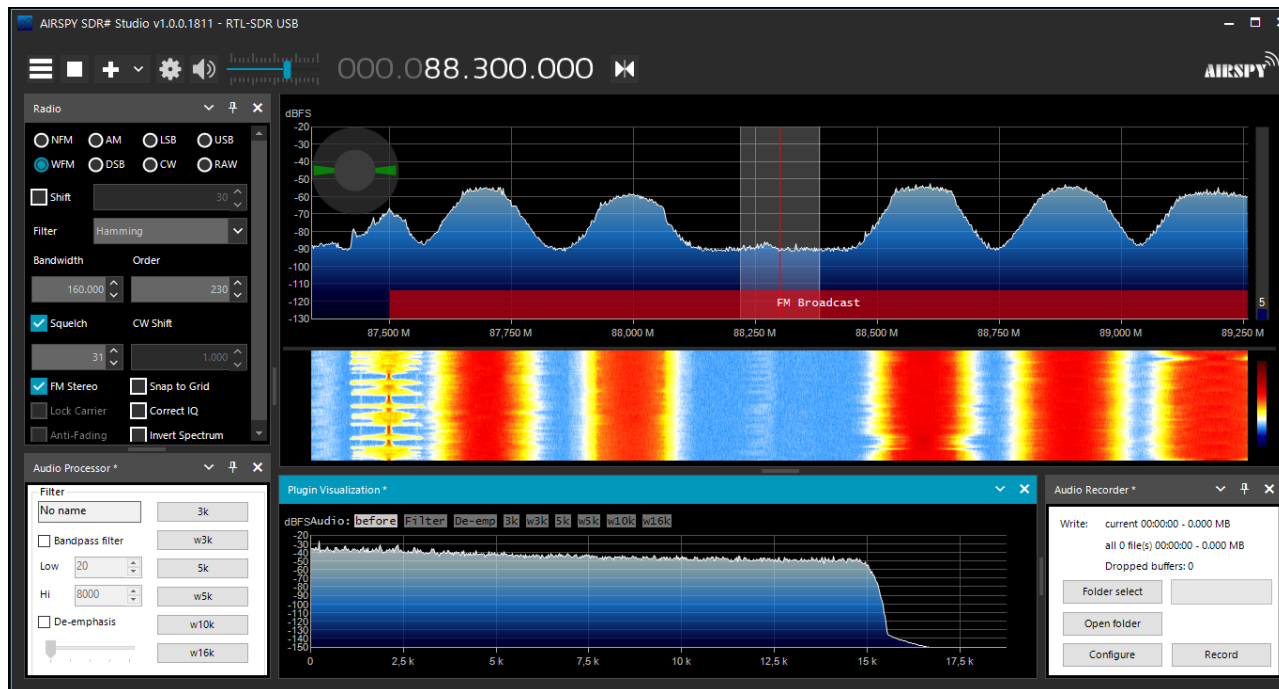 AIRSPY SDR# Studio v1.0.0.1811 - RTL-SDR USB
000.088.300.000
AIRSPY
Radio
NFM AM LSB USB
WFM DSB CW RAW
Shift 30
Filter Hamming
Bandwidth Order
160.000 230
Squelch CW Shift
31 1.000
FM Stereo Snap to Grid
Lock Carrier Correct IQ
Anti-Fading Invert Spectrum
dBFS
-20
-30
-40
-50
-60
-70
-80
-90
-100
-110
-120
-130
FM Broadcast
5
87,500 M 87,750 M 88,000 M 88,250 M 88,500 M 88,750 M 89,000 M 89,250 M
Audio Processor *
Filter
No name 3k
Bandpass filter w3k
Low 20 5k
Hi 8000 w5k
De-emphasis w10k
w16k
Plugin Visualization *
dBFS Audio: before Filter De-emp 3k w3k 5k w5k w10k w16k
-20
-30
-40
-50
-60
-70
-80
-90
-100
-110
-120
-130
-150
0 2,5 k 5 k 7,5 k 10 k 12,5 k 15 k 17,5 k
Audio Recorder *
Write: current 00:00:00 - 0.000 MB
all 0 file(s) 00:00:00 - 0.000 MB
Dropped buffers: 0
Folder select
Open folder
Configure Record